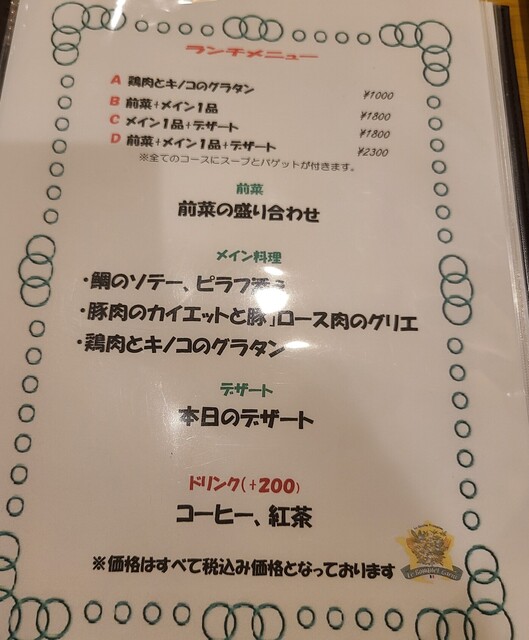 ランチメニュー
A 鶏肉とキノコのグラタン ¥1000
B 前菜+メイン1品 ¥1800
C メイン1品+デザート ¥1800
D 前菜+メイン1品+デザート ¥2300
※全てのコースにスープとバゲットが付きます。
前菜
前菜の盛り合わせ
メイン料理
・鯛のソテー、ピラフ添え
・豚肉のカイエットと豚肩ロース肉のグリエ
・鶏肉とキノコのグラタン
デザート
本日のデザート
ドリンク(+200)
コーヒー、紅茶
※価格はすべて税込み価格となっております